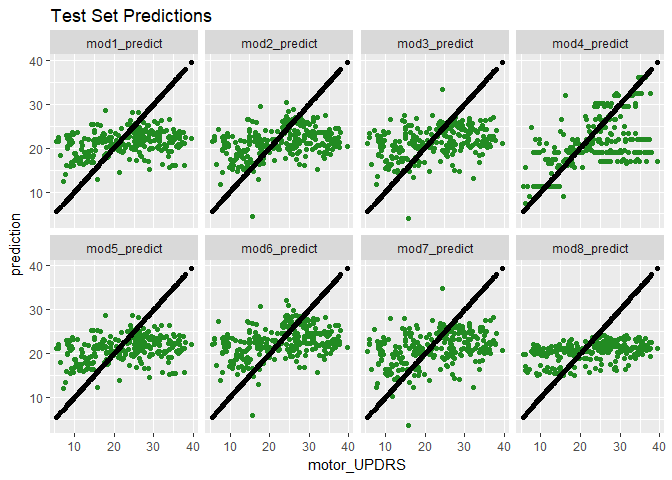 Test Set Predictions
mod1_predict mod2_predict mod3_predict mod4_predict
40
30
20
10
prediction
mod5_predict mod6_predict mod7_predict mod8_predict
40
30
20
10
10 20 30 40 10 20 30 40 10 20 30 40 10 20 30 40
motor_UPDRS